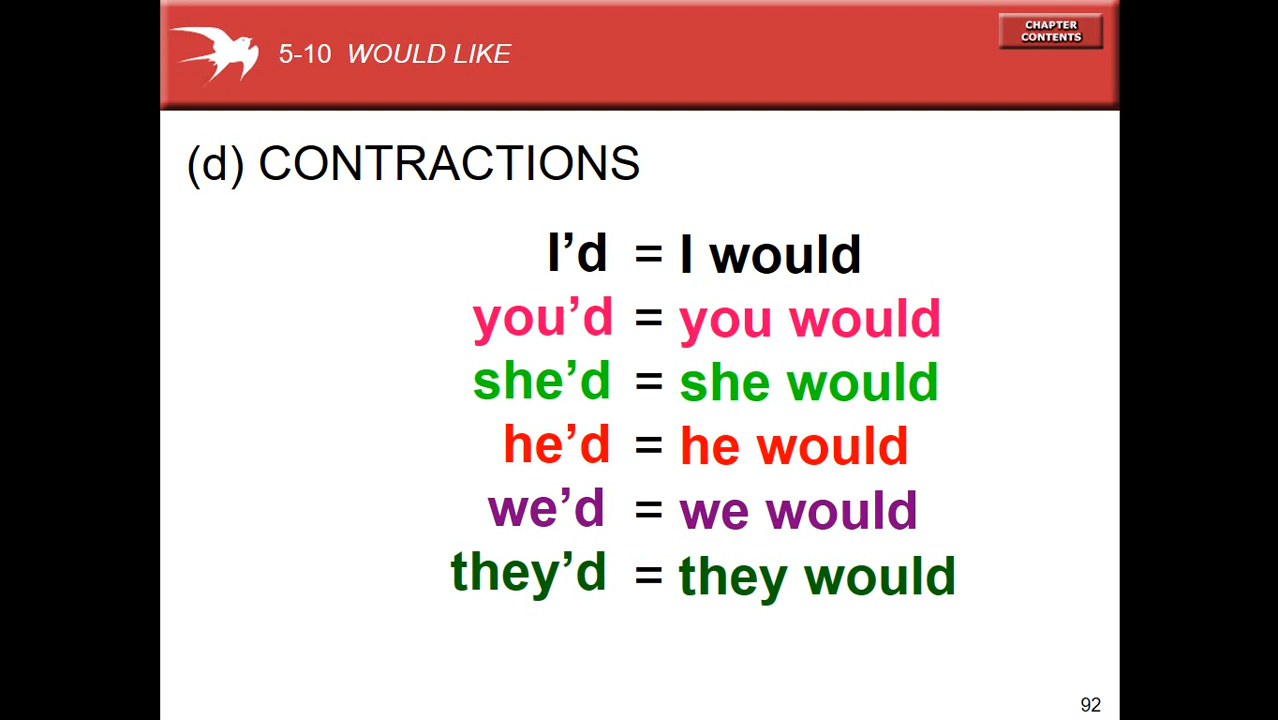 5-10 WOULD LIKE
CHAPTER
CONTENTS
(d) CONTRACTIONS
I’d = I would
you’d = you would
she’d = she would
he’d = he would
we’d = we would
they’d = they would
92